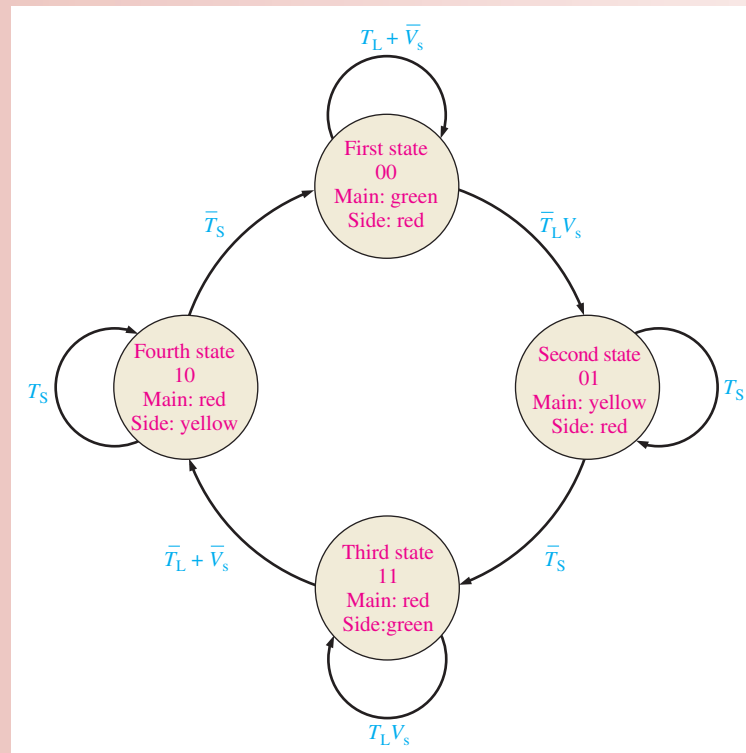 T_L + V̅_s
First state
00
Main: green
Side: red
T̅_S
T̅_L V_s
Fourth state
10
Main: red
Side: yellow
T_S
Second state
01
Main: yellow
Side: red
T_S
T̅_L + V̅_s
T̅_S
Third state
11
Main: red
Side:green
T_L V_s